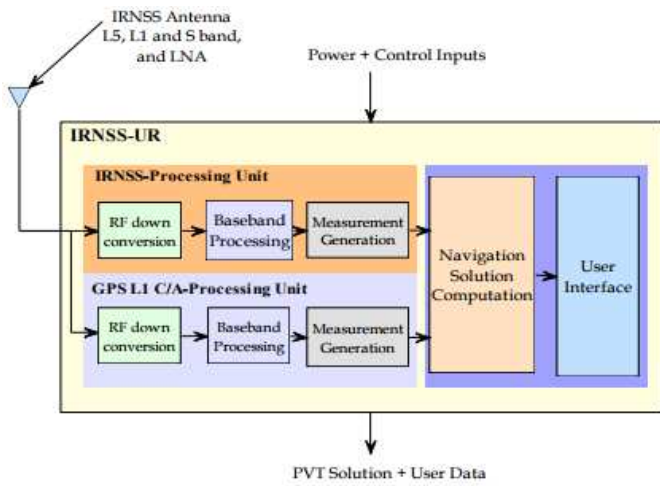 IRNSS Antenna
L5, L1 and S band,
and LNA
Power + Control Inputs
IRNSS-UR
IRNSS-Processing Unit
RF down
conversion
Baseband
Processing
Measurement
Generation
Navigation
Solution
Computation
User
Interface
GPS L1 C/A-Processing Unit
RF down
conversion
Baseband
Processing
Measurement
Generation
PVT Solution + User Data